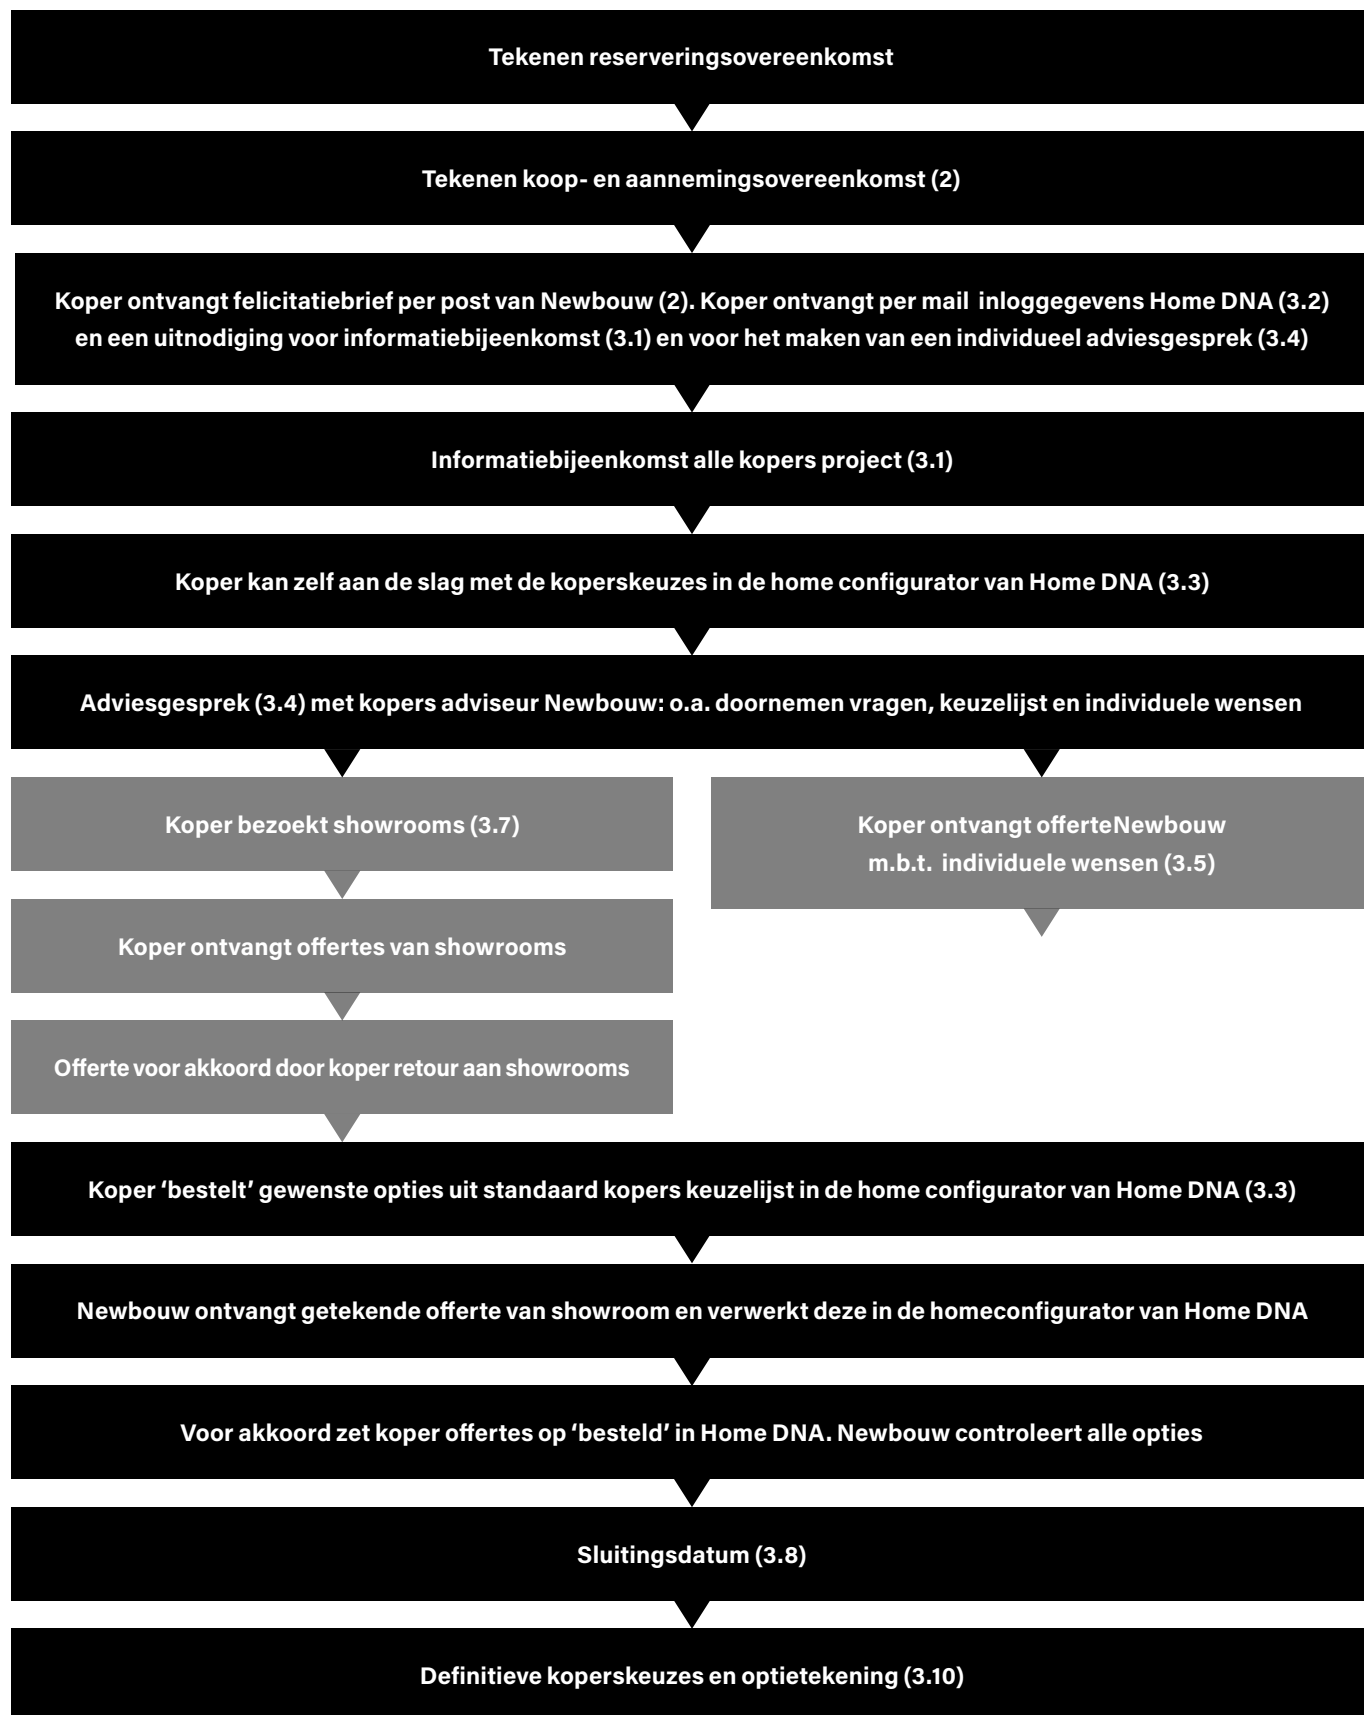 Tekenen reserveringsovereenkomst
Tekenen koop- en aannemingsovereenkomst (2)
Koper ontvangt felicitatiebrief per post van Newbouw (2). Koper ontvangt per mail inloggegevens Home DNA (3.2)
en een uitnodiging voor informatiebijeenkomst (3.1) en voor het maken van een individueel adviesgesprek (3.4)
Informatiebijeenkomst alle kopers project (3.1)
Koper kan zelf aan de slag met de koperskeuzes in de home configurator van Home DNA (3.3)
Adviesgesprek (3.4) met kopers adviseur Newbouw: o.a. doornemen vragen, keuzelijst en individuele wensen
Koper bezoekt showrooms (3.7)
Koper ontvangt offertes van showrooms
Offerte voor akkoord door koper retour aan showrooms
Koper ontvangt offerteNewbouw
m.b.t. individuele wensen (3.5)
Koper ‘bestelt’ gewenste opties uit standaard kopers keuzelijst in de home configurator van Home DNA (3.3)
Newbouw ontvangt getekende offerte van showroom en verwerkt deze in de homeconfigurator van Home DNA
Voor akkoord zet koper offertes op ‘besteld’ in Home DNA. Newbouw controleert alle opties
Sluitingsdatum (3.8)
Definitieve koperskeuzes en optietekening (3.10)